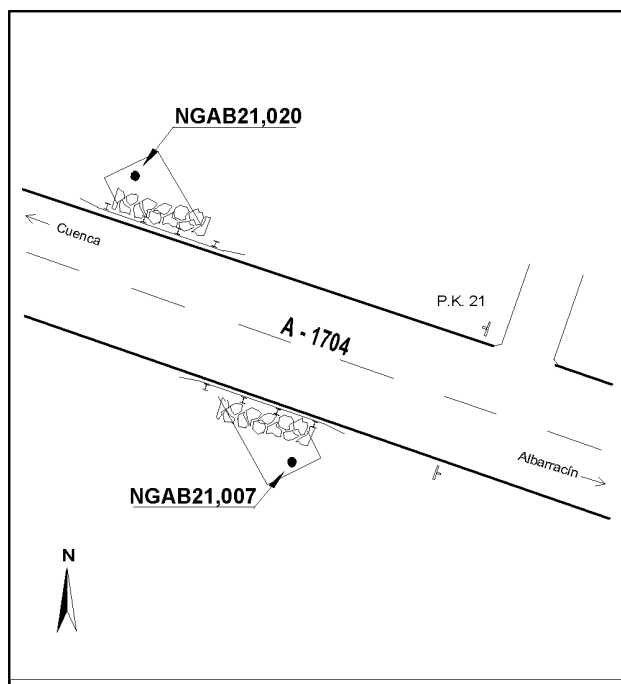 NGAB21,020
Cuenca
P.K. 21
A - 1704
Albarracín
NGAB21,007
N